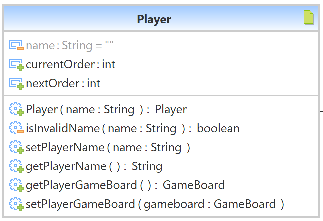 Player
name : String = ""
currentOrder : int
nextOrder : int
Player ( name : String ) : Player
isInvalidName ( name : String ) : boolean
setPlayerName ( name : String )
getPlayerName ( ) : String
getPlayerGameBoard ( ) : GameBoard
setPlayerGameBoard ( gameboard : GameBoard )